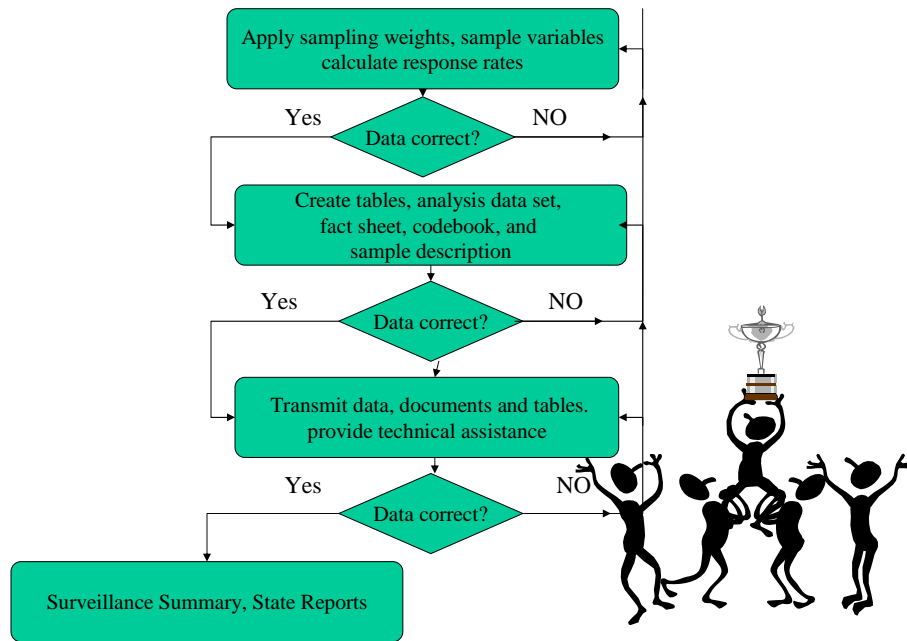 Apply sampling weights, sample variables
calculate response rates
Yes
NO
Data correct?
Create tables, analysis data set,
fact sheet, codebook, and
sample description
Yes
NO
Data correct?
Transmit data, documents and tables.
provide technical assistance
Yes
NO
Data correct?
Surveillance Summary, State Reports